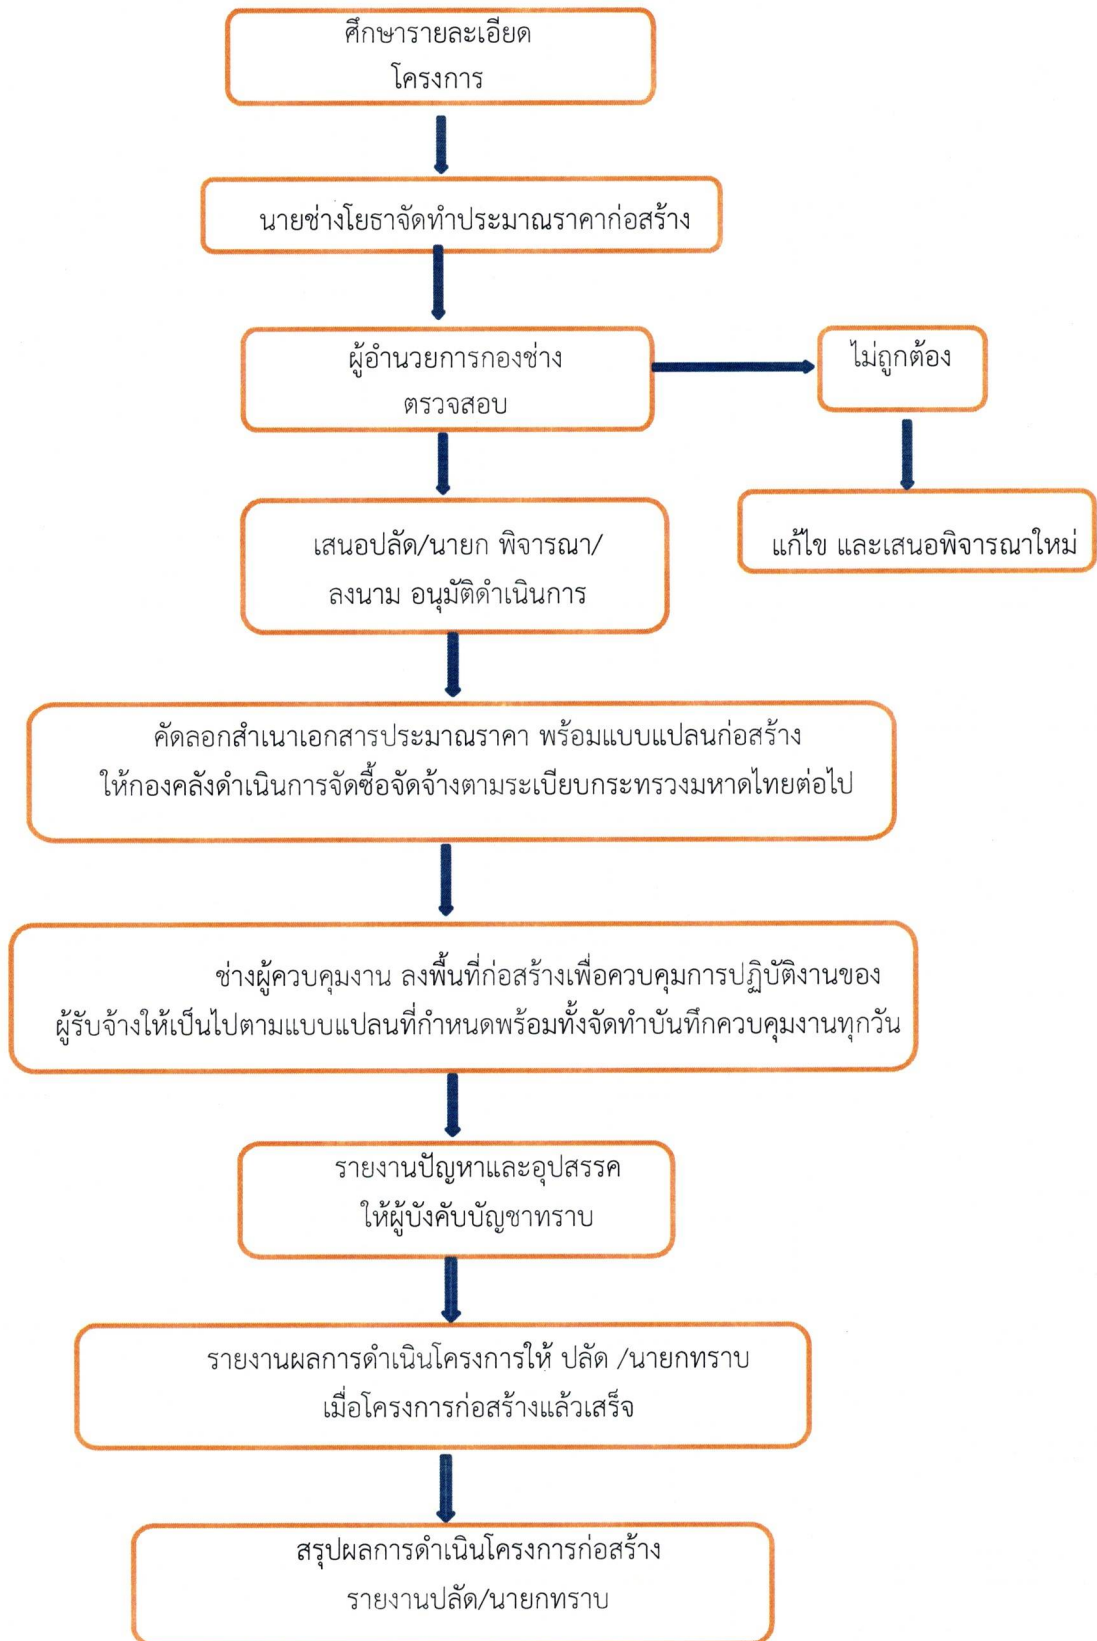 ศึกษารายละเอียด
โครงการ
นายช่างโยธาจัดทำประมาณราคาก่อสร้าง
ผู้อำนวยการกองช่าง
ตรวจสอบ
ไม่ถูกต้อง
เสนอปลัด/นายก พิจารณา/
ลงนาม อนุมัติดำเนินการ
แก้ไข และเสนอพิจารณาใหม่
คัดลอกสำเนาเอกสารประมาณราคา พร้อมแบบแปลนก่อสร้าง
ให้กองคลังดำเนินการจัดซื้อจัดจ้างตามระเบียบกระทรวงมหาดไทยต่อไป
ช่างผู้ควบคุมงาน ลงพื้นที่ก่อสร้างเพื่อควบคุมการปฏิบัติงานของ
ผู้รับจ้างให้เป็นไปตามแบบแปลนที่กำหนดพร้อมทั้งจัดทำบันทึกควบคุมงานทุกวัน
รายงานปัญหาและอุปสรรค
ให้ผู้บังคับบัญชาทราบ
รายงานผลการดำเนินโครงการให้ ปลัด /นายกทราบ
เมื่อโครงการก่อสร้างแล้วเสร็จ
สรุปผลการดำเนินโครงการก่อสร้าง
รายงานปลัด/นายกทราบ